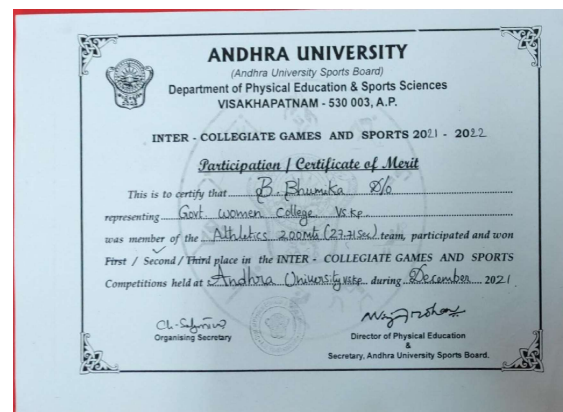 ANDHRA UNIVERSITY
(Andhra University Sports Board)
Department of Physical Education & Sports Sciences
VISAKHAPATNAM - 530 003, A.P.
INTER - COLLEGIATE GAMES AND SPORTS 2021 - 2022
Participation / Certificate of Merit
This is to certify that B. Bhumika D/o
representing Govt. Women College Vskp
was member of the Athletics 200Mts (27.71Sec) team, participated and won
First / Second / Third place in the INTER - COLLEGIATE GAMES AND SPORTS
Competitions held at Andhra University vskp during December 2021
Organising Secretary
Director of Physical Education
&
Secretary, Andhra University Sports Board.